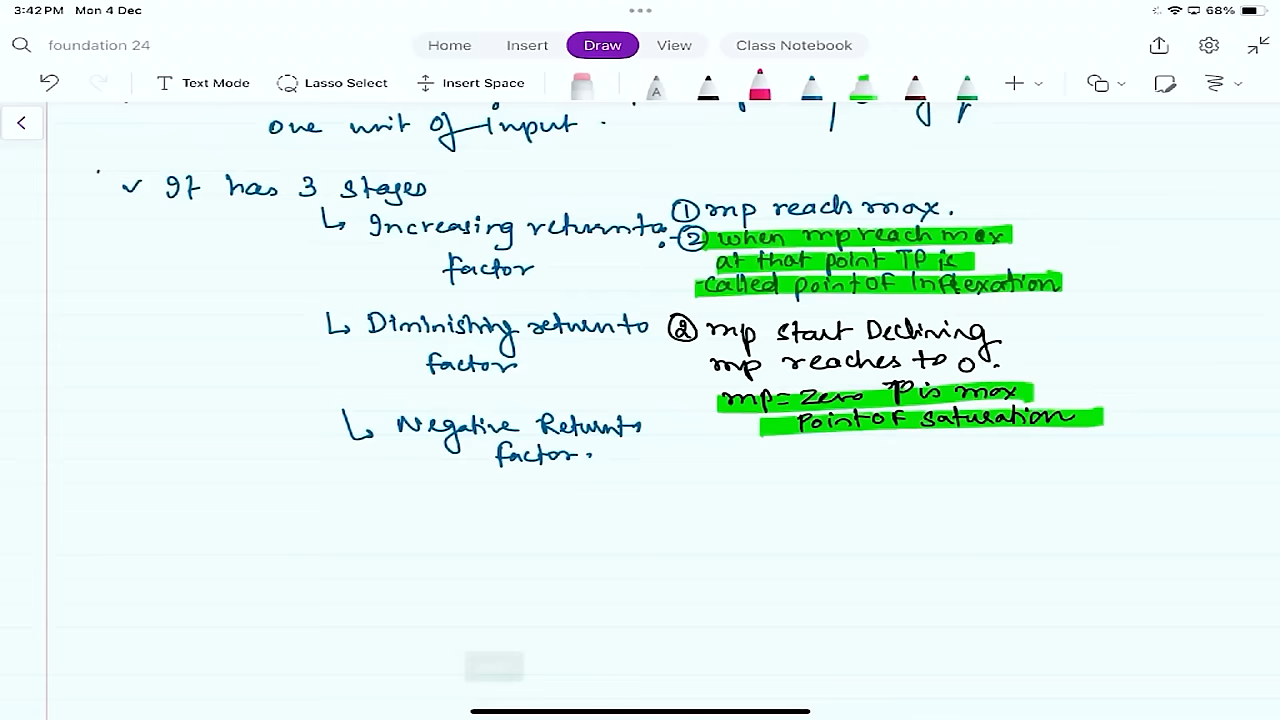 3:42 PM Mon 4 Dec
68%
foundation 24
Home Insert Draw View Class Notebook
Text Mode Lasso Select Insert Space
one unit of input.
✓ It has 3 stages
↳ Increasing return to factor
① mp reach max.
② when mp reach max
at that point TP is
called point of Inflexation
↳ Diminishing return to factor
② mp start Declining
mp reaches to 0.
mp = zero TP is max
point of saturation
↳ Negative Return to
factor.